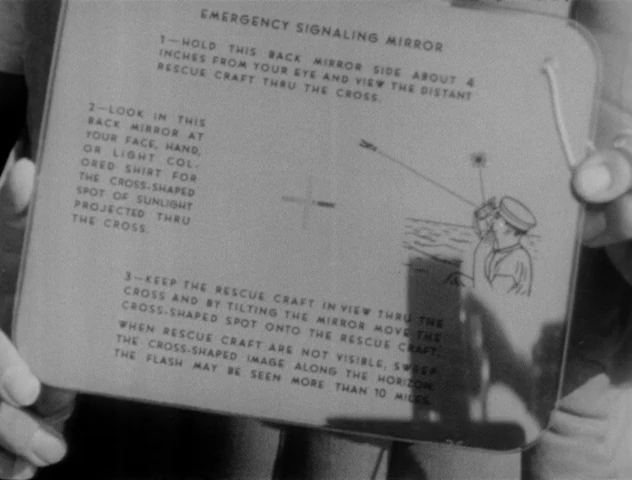 EMERGENCY SIGNALING MIRROR
1—HOLD THIS BACK MIRROR SIDE ABOUT 4
INCHES FROM YOUR EYE AND VIEW THE DISTANT
RESCUE CRAFT THRU THE CROSS.
2—LOOK IN THIS
BACK MIRROR AT
YOUR FACE, HAND,
OR LIGHT COL-
ORED SHIRT FOR
THE CROSS-SHAPED
SPOT OF SUNLIGHT
PROJECTED THRU
THE CROSS.
3—KEEP THE RESCUE CRAFT IN VIEW THRU THE
CROSS AND BY TILTING THE MIRROR MOVE THE
CROSS-SHAPED SPOT ONTO THE RESCUE CRAFT.
WHEN RESCUE CRAFT ARE NOT VISIBLE, SWEEP
THE CROSS-SHAPED IMAGE ALONG THE HORIZON.
THE FLASH MAY BE SEEN MORE THAN 10 MILES.